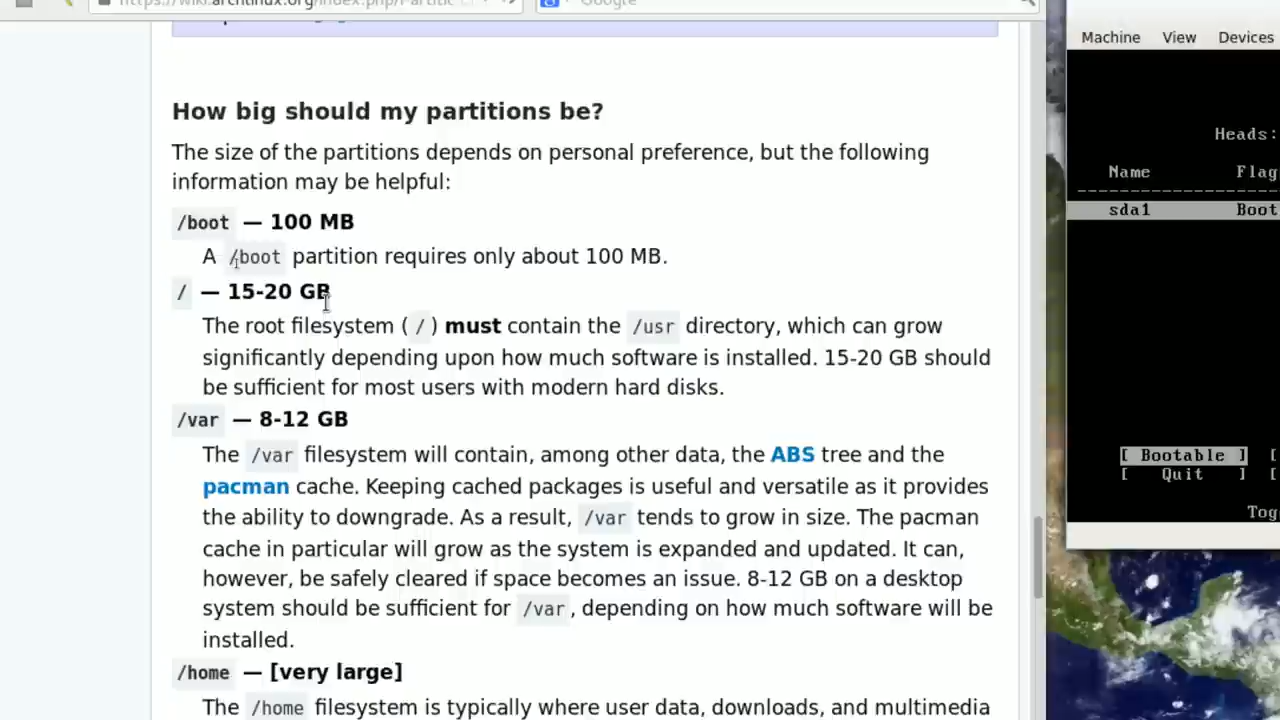 https://wiki.archlinux.org/index.php/Partitic
Google
How big should my partitions be?
The size of the partitions depends on personal preference, but the following
information may be helpful:
/boot — 100 MB
A /boot partition requires only about 100 MB.
/ — 15-20 GB
The root filesystem ( / ) must contain the /usr directory, which can grow
significantly depending upon how much software is installed. 15-20 GB should
be sufficient for most users with modern hard disks.
/var — 8-12 GB
The /var filesystem will contain, among other data, the ABS tree and the
pacman cache. Keeping cached packages is useful and versatile as it provides
the ability to downgrade. As a result, /var tends to grow in size. The pacman
cache in particular will grow as the system is expanded and updated. It can,
however, be safely cleared if space becomes an issue. 8-12 GB on a desktop
system should be sufficient for /var, depending on how much software will be
installed.
/home — [very large]
The /home filesystem is typically where user data, downloads, and multimedia
Machine View Devices
Heads:
Name Flag
sda1 Boot
[ Bootable ] [
[ Quit ] [
Tog